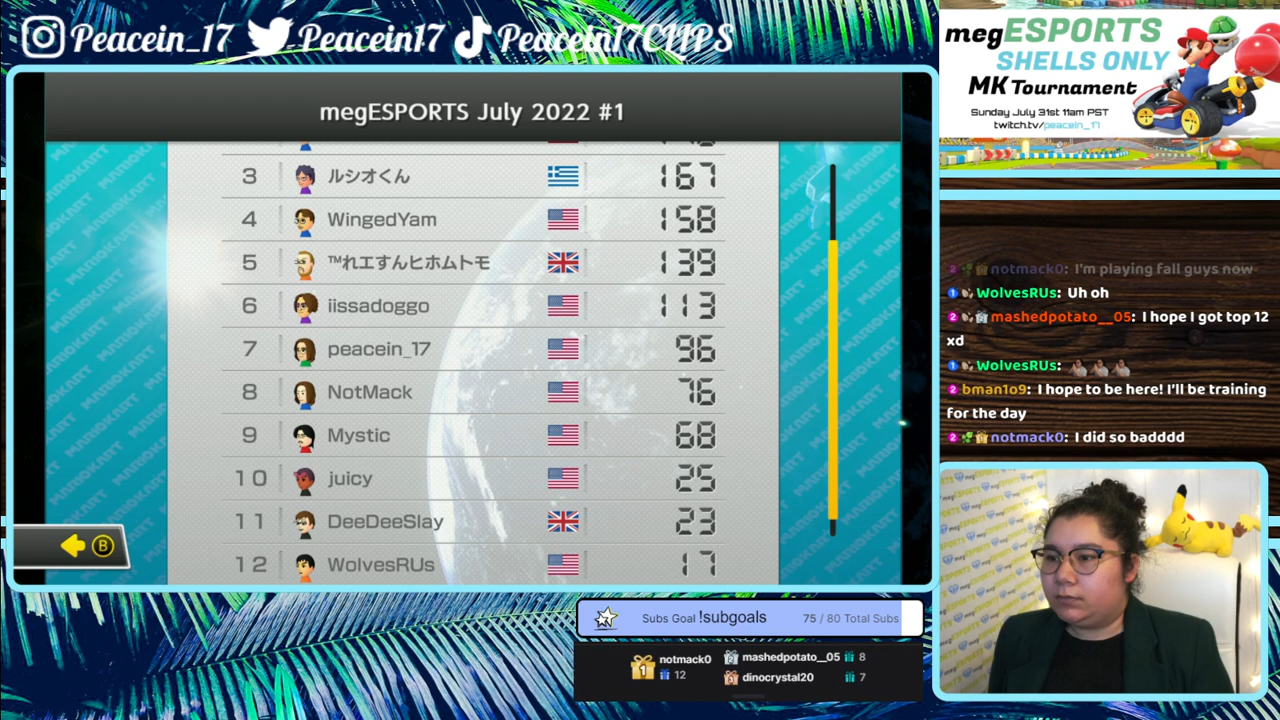 Peacein_17 Peacein17 Peacein17ClIPS
megESPORTS
SHELLS ONLY
MK Tournament
Sunday July 31st 11am PST
twitch.tv/peacein_17
megESPORTS July 2022 #1
3 ルシオくん 167
4 WingedYam 158
5 ™れエすんヒホムトモ 139
6 iissadoggo 113
7 peacein_17 96
8 NotMack 76
9 Mystic 68
10 juicy 25
11 DeeDeeSlay 23
12 WolvesRUs 17
B
notmack0: I'm playing fall guys now
WolvesRUs: Uh oh
mashedpotato__05: I hope I got top 12
xd
WolvesRUs:
bman1o9: I hope to be here! I'll be training
for the day
notmack0: I did so badddd
Subs Goal !subgoals 75 / 80 Total Subs
1 notmack0 12
2 mashedpotato__05 8
3 dinocrystal20 7